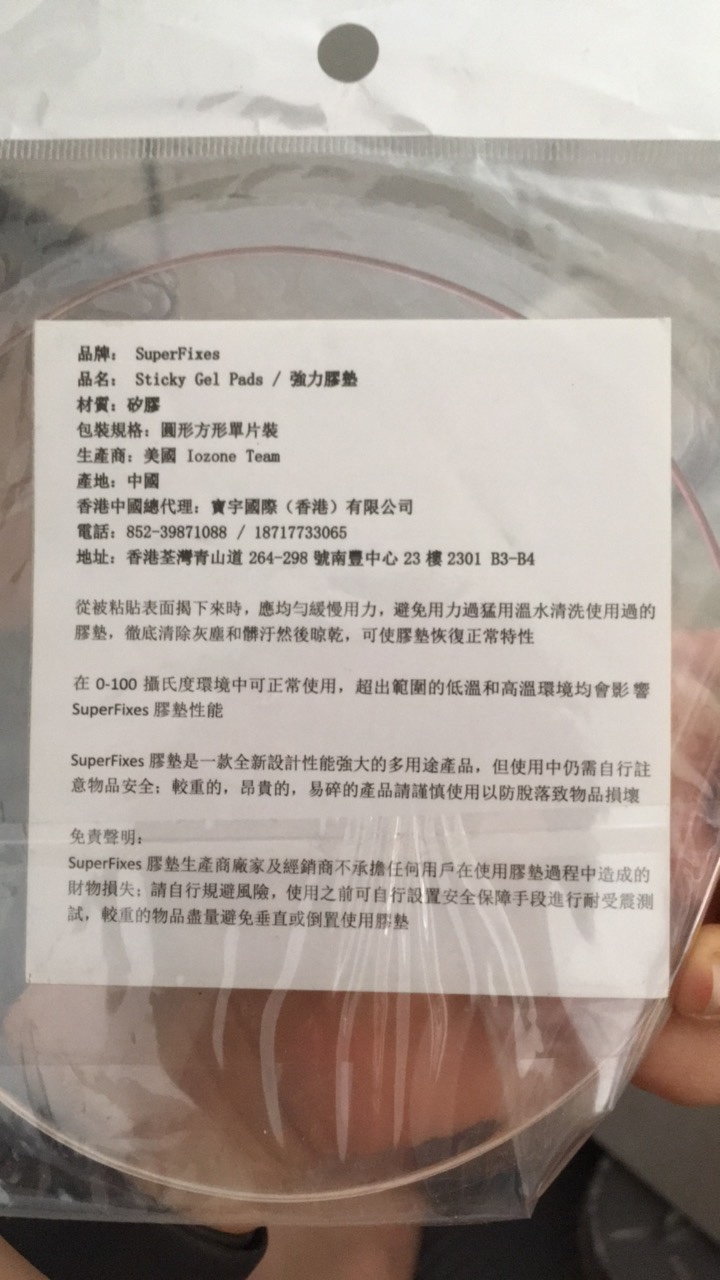 品牌： SuperFixes
品名： Sticky Gel Pads / 強力膠墊
材質：矽膠
包裝規格：圓形方形單片裝
生產商：美國 Iozone Team
產地：中國
香港中國總代理：寶宇國際（香港）有限公司
電話：852-39871088 / 18717733065
地址：香港荃灣青山道 264-298 號南豐中心 23 樓 2301 B3-B4
從被粘貼表面揭下來時，應均勻緩慢用力，避免用力過猛用溫水清洗使用過的
膠墊，徹底清除灰塵和髒汙然後晾乾，可使膠墊恢復正常特性
在 0-100 攝氏度環境中可正常使用，超出範圍的低溫和高溫環境均會影響
SuperFixes 膠墊性能
SuperFixes 膠墊是一款全新設計性能強大的多用途產品，但使用中仍需自行註
意物品安全；較重的，昂貴的，易碎的產品請謹慎使用以防脫落致物品損壞
免責聲明：
SuperFixes 膠墊生產商廠家及經銷商不承擔任何用戶在使用膠墊過程中造成的
財物損失；請自行規避風險，使用之前可自行設置安全保障手段進行耐受震測
試，較重的物品盡量避免垂直或倒置使用膠墊